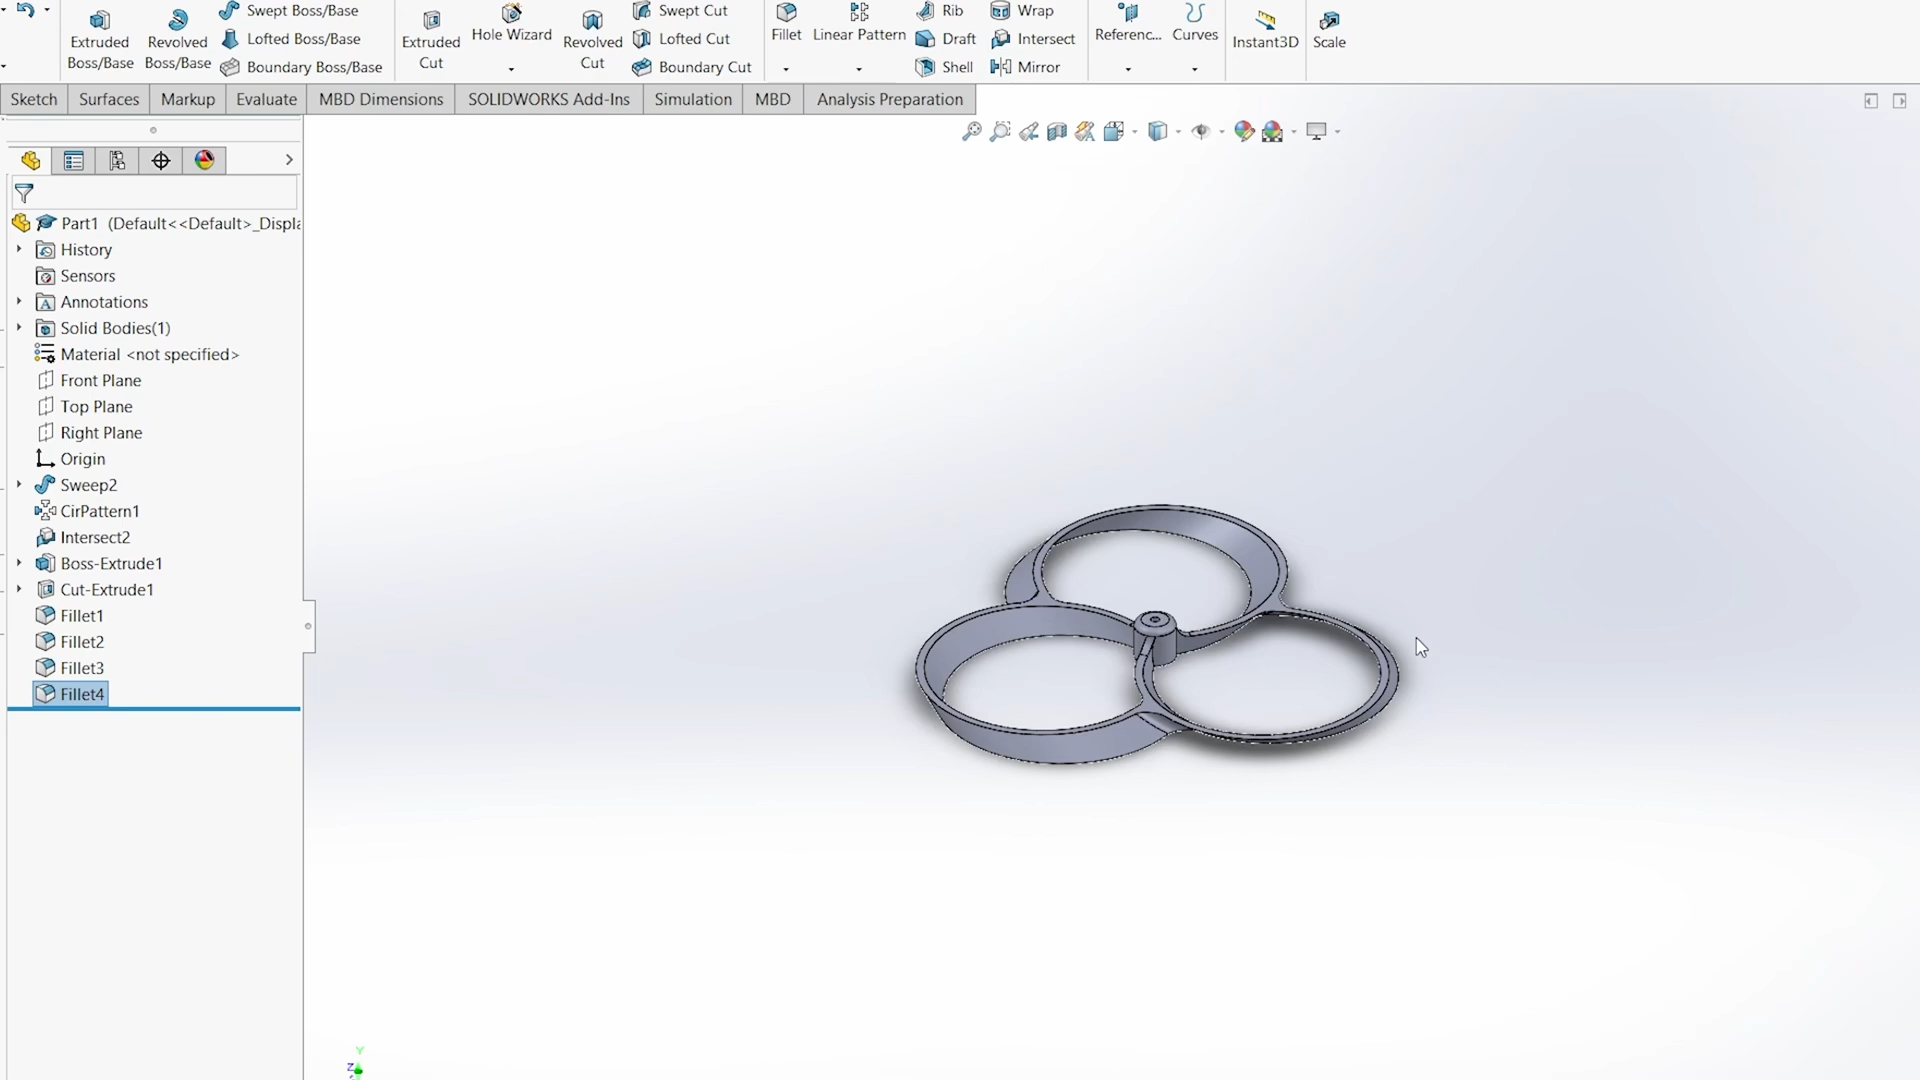 Extruded Boss/Base
Revolved Boss/Base
Swept Boss/Base
Lofted Boss/Base
Boundary Boss/Base
Extruded Cut
Hole Wizard
Revolved Cut
Swept Cut
Lofted Cut
Boundary Cut
Fillet
Linear Pattern
Rib
Draft
Shell
Wrap
Intersect
Mirror
Referenc...
Curves
Instant3D
Scale
Sketch
Surfaces
Markup
Evaluate
MBD Dimensions
SOLIDWORKS Add-Ins
Simulation
MBD
Analysis Preparation
Part1 (Default<<Default>_Displa
History
Sensors
Annotations
Solid Bodies(1)
Material <not specified>
Front Plane
Top Plane
Right Plane
Origin
Sweep2
CirPattern1
Intersect2
Boss-Extrude1
Cut-Extrude1
Fillet1
Fillet2
Fillet3
Fillet4
Y
Z